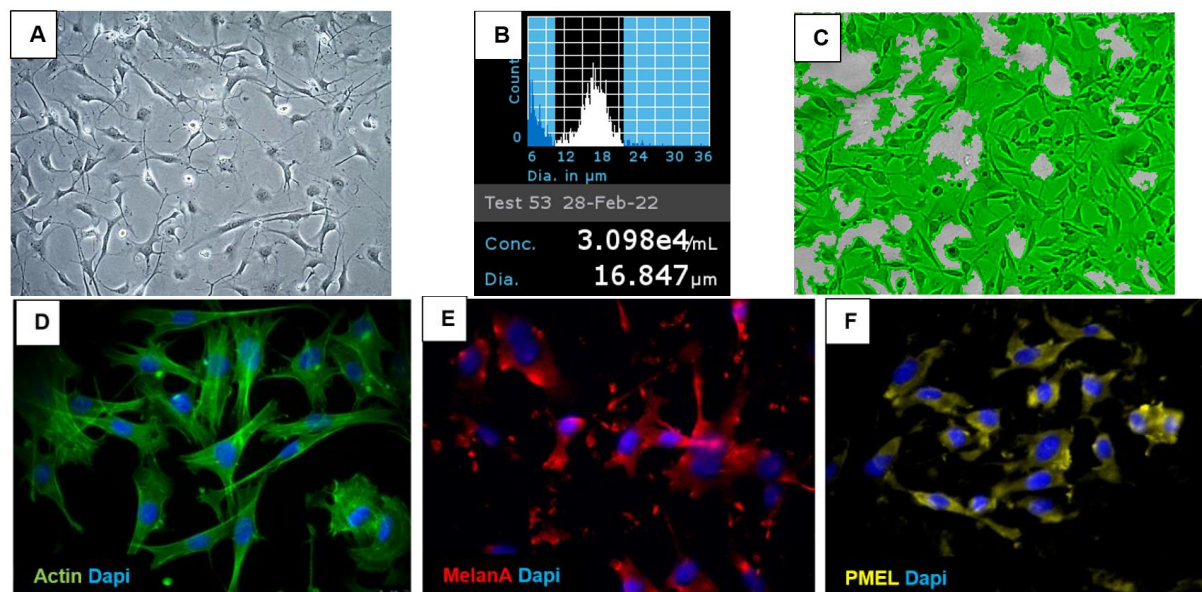 A
B
C
Count
0
6 12 18 24 30 36
Dia. in µm
Test 53 28-Feb-22
Conc. 3.098e4/mL
Dia. 16.847µm
D
E
F
Actin Dapi
MelanA Dapi
PMEL Dapi